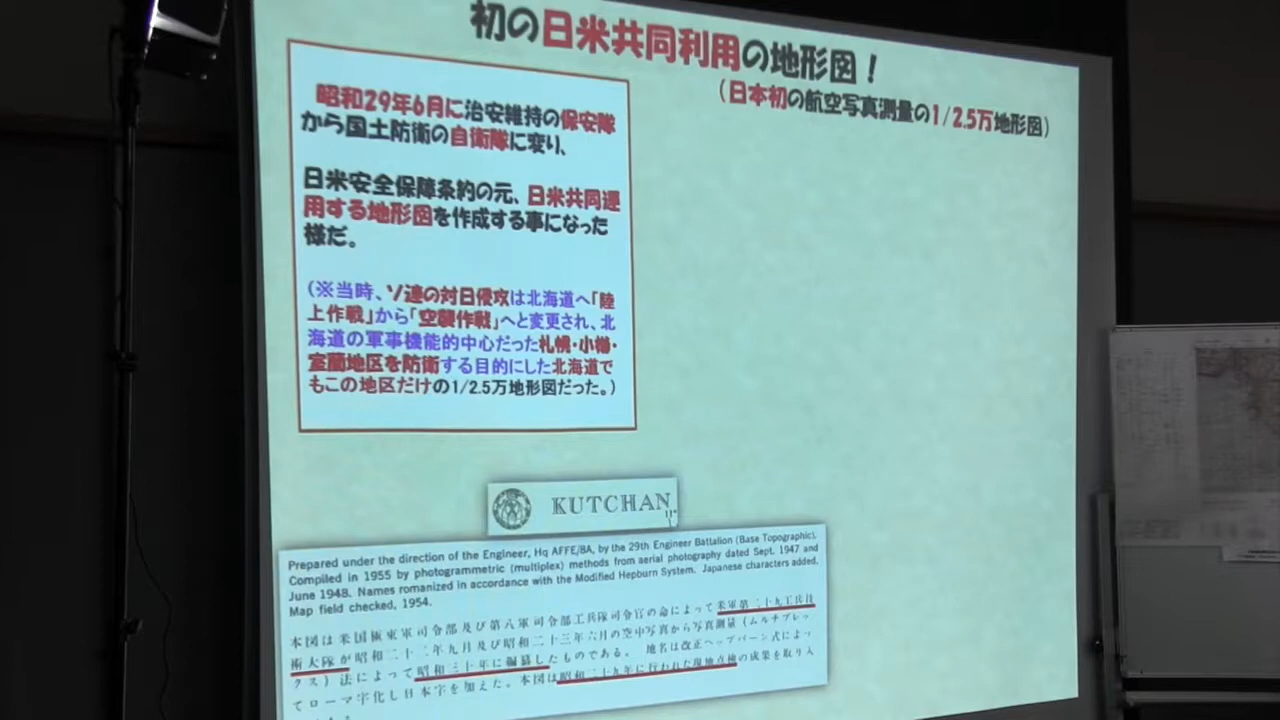 初の日米共同利用の地形図！
（日本初の航空写真測量の1/2.5万地形図）
昭和29年6月に治安維持の保安隊
から国土防衛の自衛隊に変り、
日米安全保障条約の元、日米共同運
用する地形図を作成する事になった
様だ。
（※当時、ソ連の対日侵攻は北海道へ「陸
上作戦」から「空襲作戦」へと変更され、北
海道の軍事機能的中心だった札幌・小樽・
室蘭地区を防衛する目的にした北海道で
もこの地区だけの1/2.5万地形図だった。）
KUTCHAN
Prepared under the direction of the Engineer, Hq AFFE/8A, by the 29th Engineer Battalion (Base Topographic).
Compiled in 1955 by photogrammetric (multiplex) methods from aerial photography dated Sept. 1947 and
June 1948. Names romanized in accordance with the Modified Hepburn System. Japanese characters added.
Map field checked, 1954.
本図は米国極東軍司令部及び第八軍司令部工兵隊司令官の命によって米軍第二十九工兵技
術大隊が昭和二十二年九月及び昭和二十三年六月の空中写真から写真測量（ムルチプレッ
クス）法によって昭和三十年に編纂したものである。 地名は改正ヘップバーン式によっ
てローマ字化し日本字を加えた。本図は昭和二十九年に行われた現地点検の成果を取り入